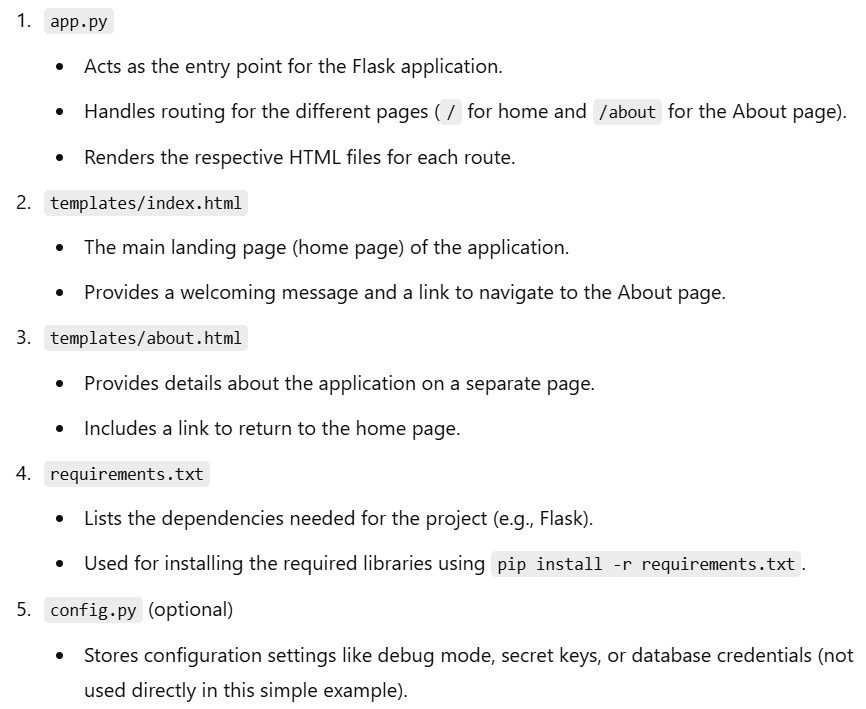 1. app.py
• Acts as the entry point for the Flask application.
• Handles routing for the different pages ( / for home and /about for the About page).
• Renders the respective HTML files for each route.
2. templates/index.html
• The main landing page (home page) of the application.
• Provides a welcoming message and a link to navigate to the About page.
3. templates/about.html
• Provides details about the application on a separate page.
• Includes a link to return to the home page.
4. requirements.txt
• Lists the dependencies needed for the project (e.g., Flask).
• Used for installing the required libraries using pip install -r requirements.txt .
5. config.py (optional)
• Stores configuration settings like debug mode, secret keys, or database credentials (not
used directly in this simple example).